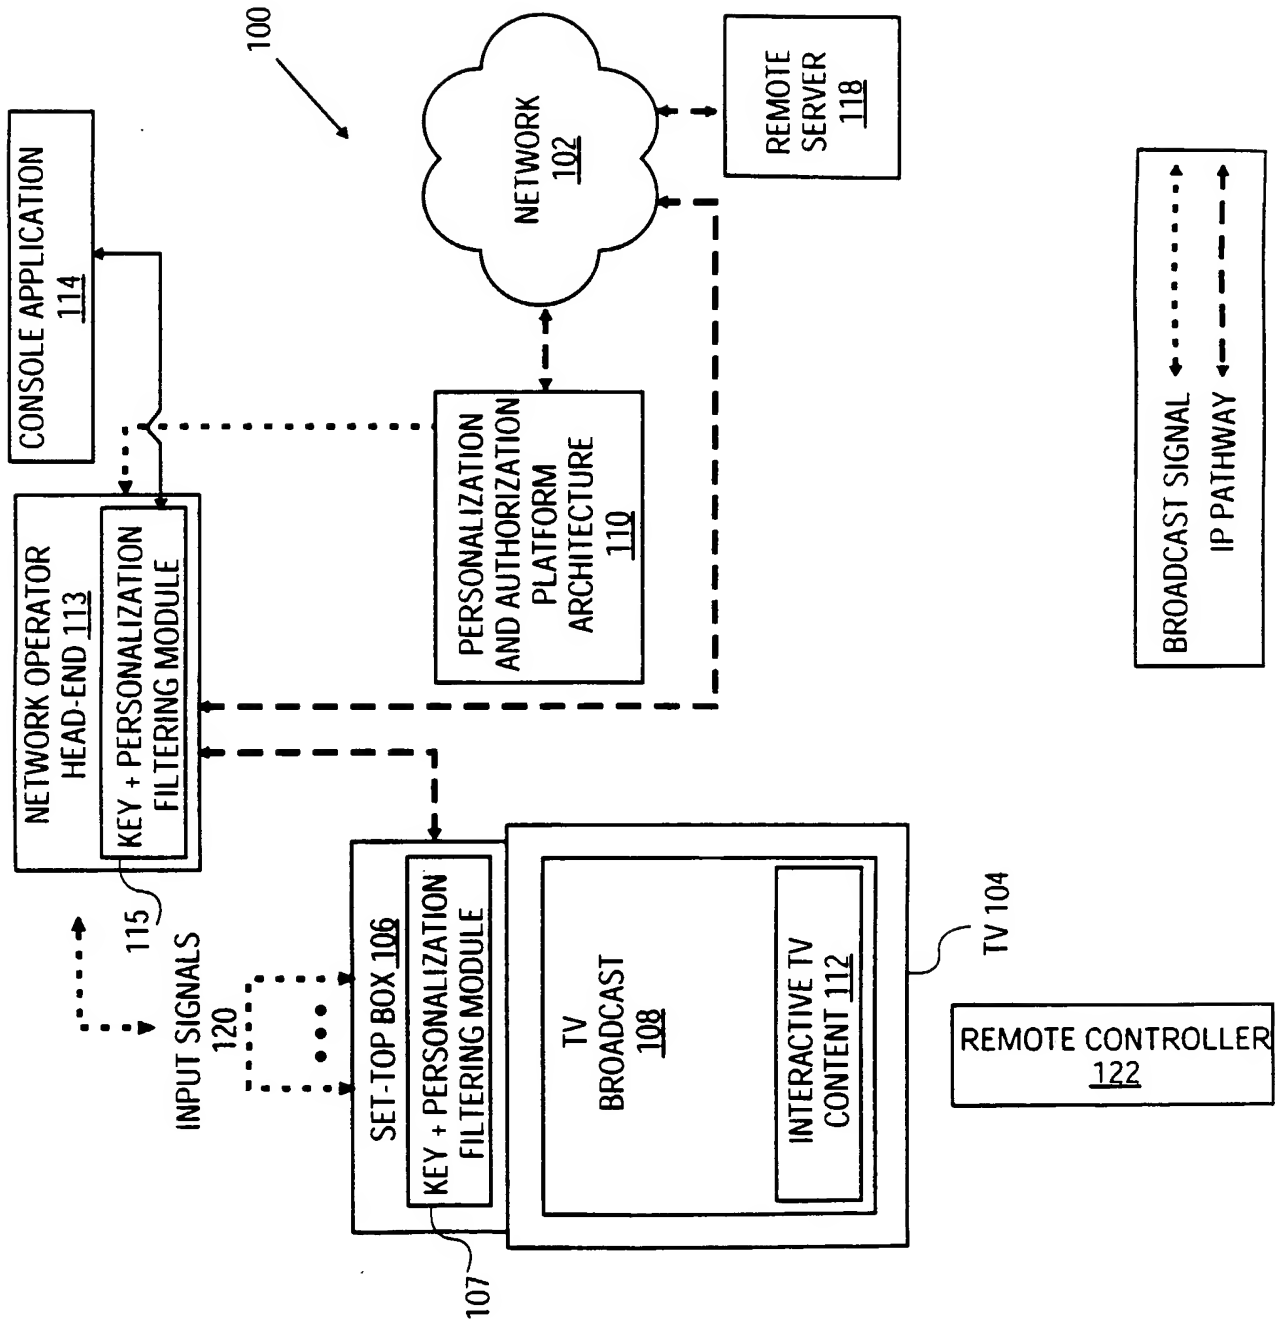 100
CONSOLE APPLICATION
114
NETWORK OPERATOR
HEAD-END 113
KEY + PERSONALIZATION
FILTERING MODULE
115
INPUT SIGNALS
120
NETWORK
102
REMOTE
SERVER
118
PERSONALIZATION
AND AUTHORIZATION
PLATFORM
ARCHITECTURE
110
SET-TOP BOX 106
KEY + PERSONALIZATION
FILTERING MODULE
107
TV
BROADCAST
108
INTERACTIVE TV
CONTENT 112
TV 104
REMOTE CONTROLLER
122
BROADCAST SIGNAL
IP PATHWAY